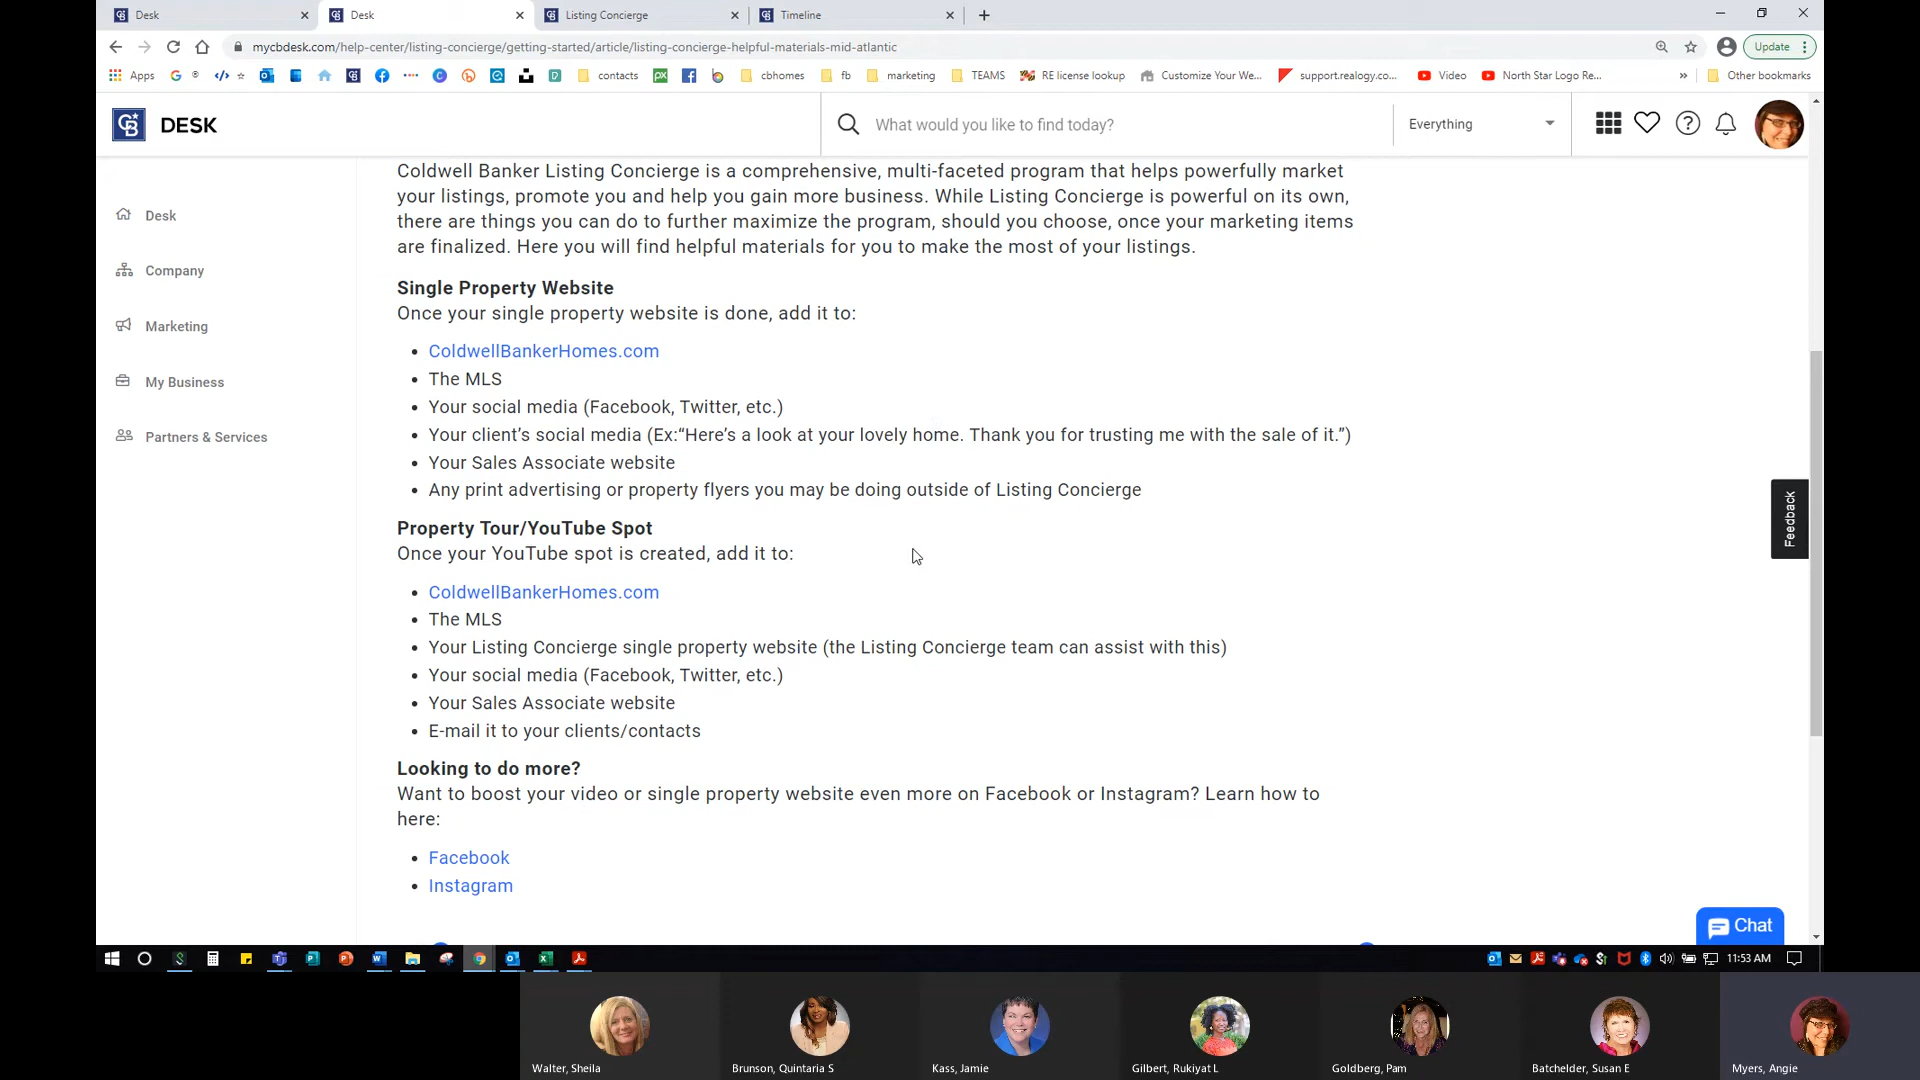 Desk
Desk
Listing Concierge
Timeline
mycbdesk.com/help-center/listing-concierge/getting-started/article/listing-concierge-helpful-materials-mid-atlantic
Update
Apps
contacts
cbhomes
fb
marketing
TEAMS
RE license lookup
Customize Your We...
support.realogy.co...
Video
North Star Logo Re...
Other bookmarks
DESK
What would you like to find today?
Everything
Desk
Company
Marketing
My Business
Partners & Services
Coldwell Banker Listing Concierge is a comprehensive, multi-faceted program that helps powerfully market
your listings, promote you and help you gain more business. While Listing Concierge is powerful on its own,
there are things you can do to further maximize the program, should you choose, once your marketing items
are finalized. Here you will find helpful materials for you to make the most of your listings.
Single Property Website
Once your single property website is done, add it to:
ColdwellBankerHomes.com
The MLS
Your social media (Facebook, Twitter, etc.)
Your client’s social media (Ex:“Here’s a look at your lovely home. Thank you for trusting me with the sale of it.”)
Your Sales Associate website
Any print advertising or property flyers you may be doing outside of Listing Concierge
Property Tour/YouTube Spot
Once your YouTube spot is created, add it to:
ColdwellBankerHomes.com
The MLS
Your Listing Concierge single property website (the Listing Concierge team can assist with this)
Your social media (Facebook, Twitter, etc.)
Your Sales Associate website
E-mail it to your clients/contacts
Looking to do more?
Want to boost your video or single property website even more on Facebook or Instagram? Learn how to
here:
Facebook
Instagram
Feedback
Chat
11:53 AM
Walter, Sheila
Brunson, Quintaria S
Kass, Jamie
Gilbert, Rukiyat L
Goldberg, Pam
Batchelder, Susan E
Myers, Angie